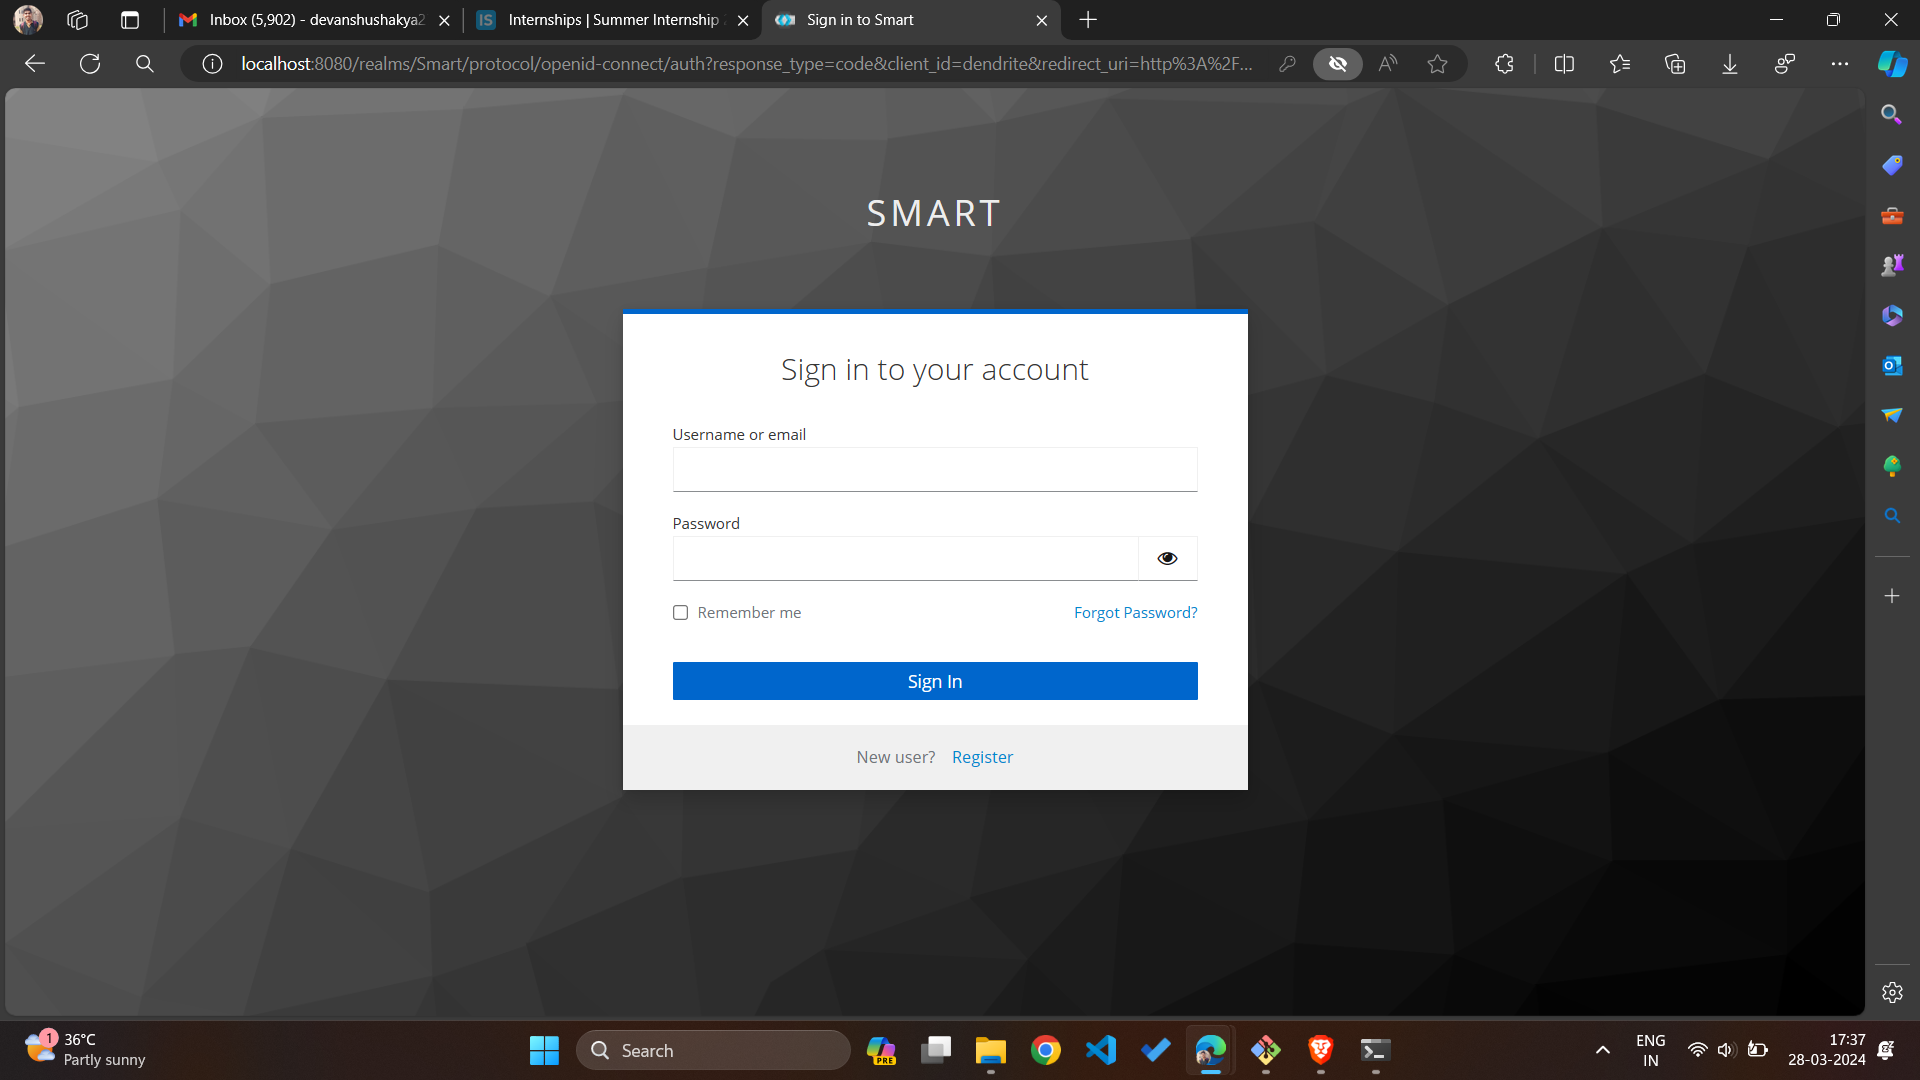 Inbox (5,902) - devanshushakya2
Internships | Summer Internship
Sign in to Smart
localhost:8080/realms/Smart/protocol/openid-connect/auth?response_type=code&client_id=dendrite&redirect_uri=http%3A%2F...
SMART
Sign in to your account
Username or email
Password
Remember me
Forgot Password?
Sign In
New user? Register
1
36°C
Partly sunny
Search
PRE
ENG
IN
17:37
28-03-2024